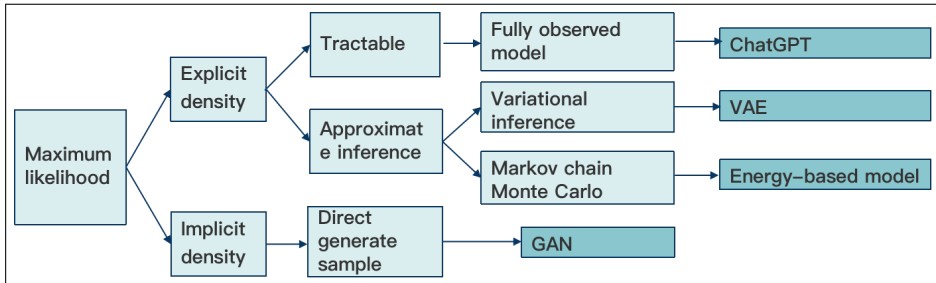 Tractable
Fully observed
model
ChatGPT
Explicit
density
Approximat
e inference
Variational
inference
VAE
Maximum
likelihood
Markov chain
Monte Carlo
Energy-based model
Implicit
density
Direct
generate
sample
GAN